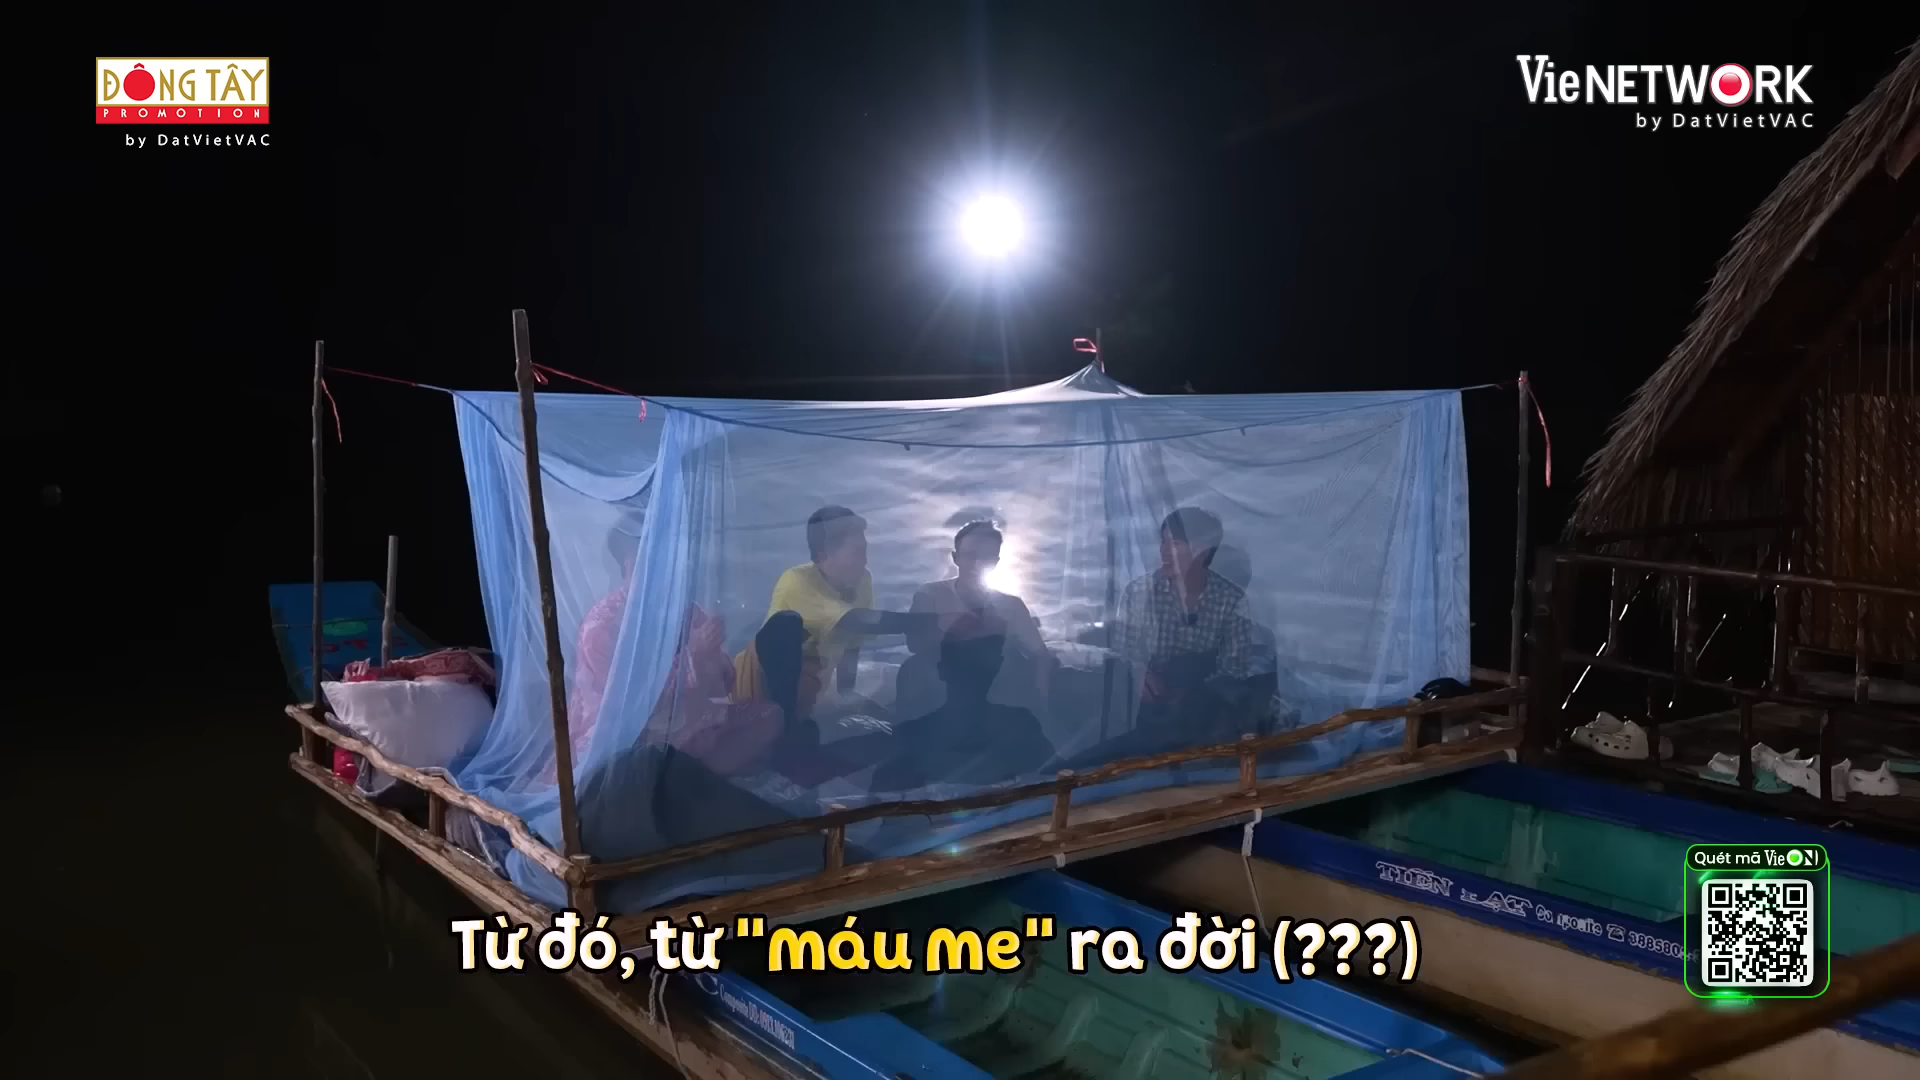 ĐÔNG TÂY
PROMOTION
by DatVietVAC
VieNETWORK
by DatVietVAC
Quét mã VieON
TIẾN ĐẠT
Từ đó, từ "máu me" ra đời (???)